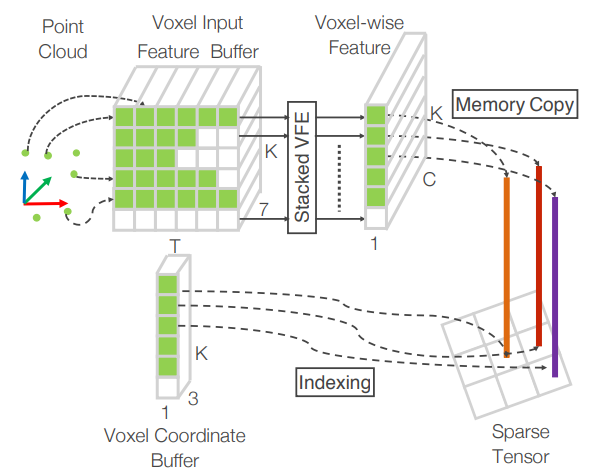 Point
Cloud
Voxel Input
Feature Buffer
Voxel-wise
Feature
K
Memory Copy
Stacked VFE
K
C
7
T
1
K
Indexing
3
1
Voxel Coordinate
Buffer
Sparse
Tensor